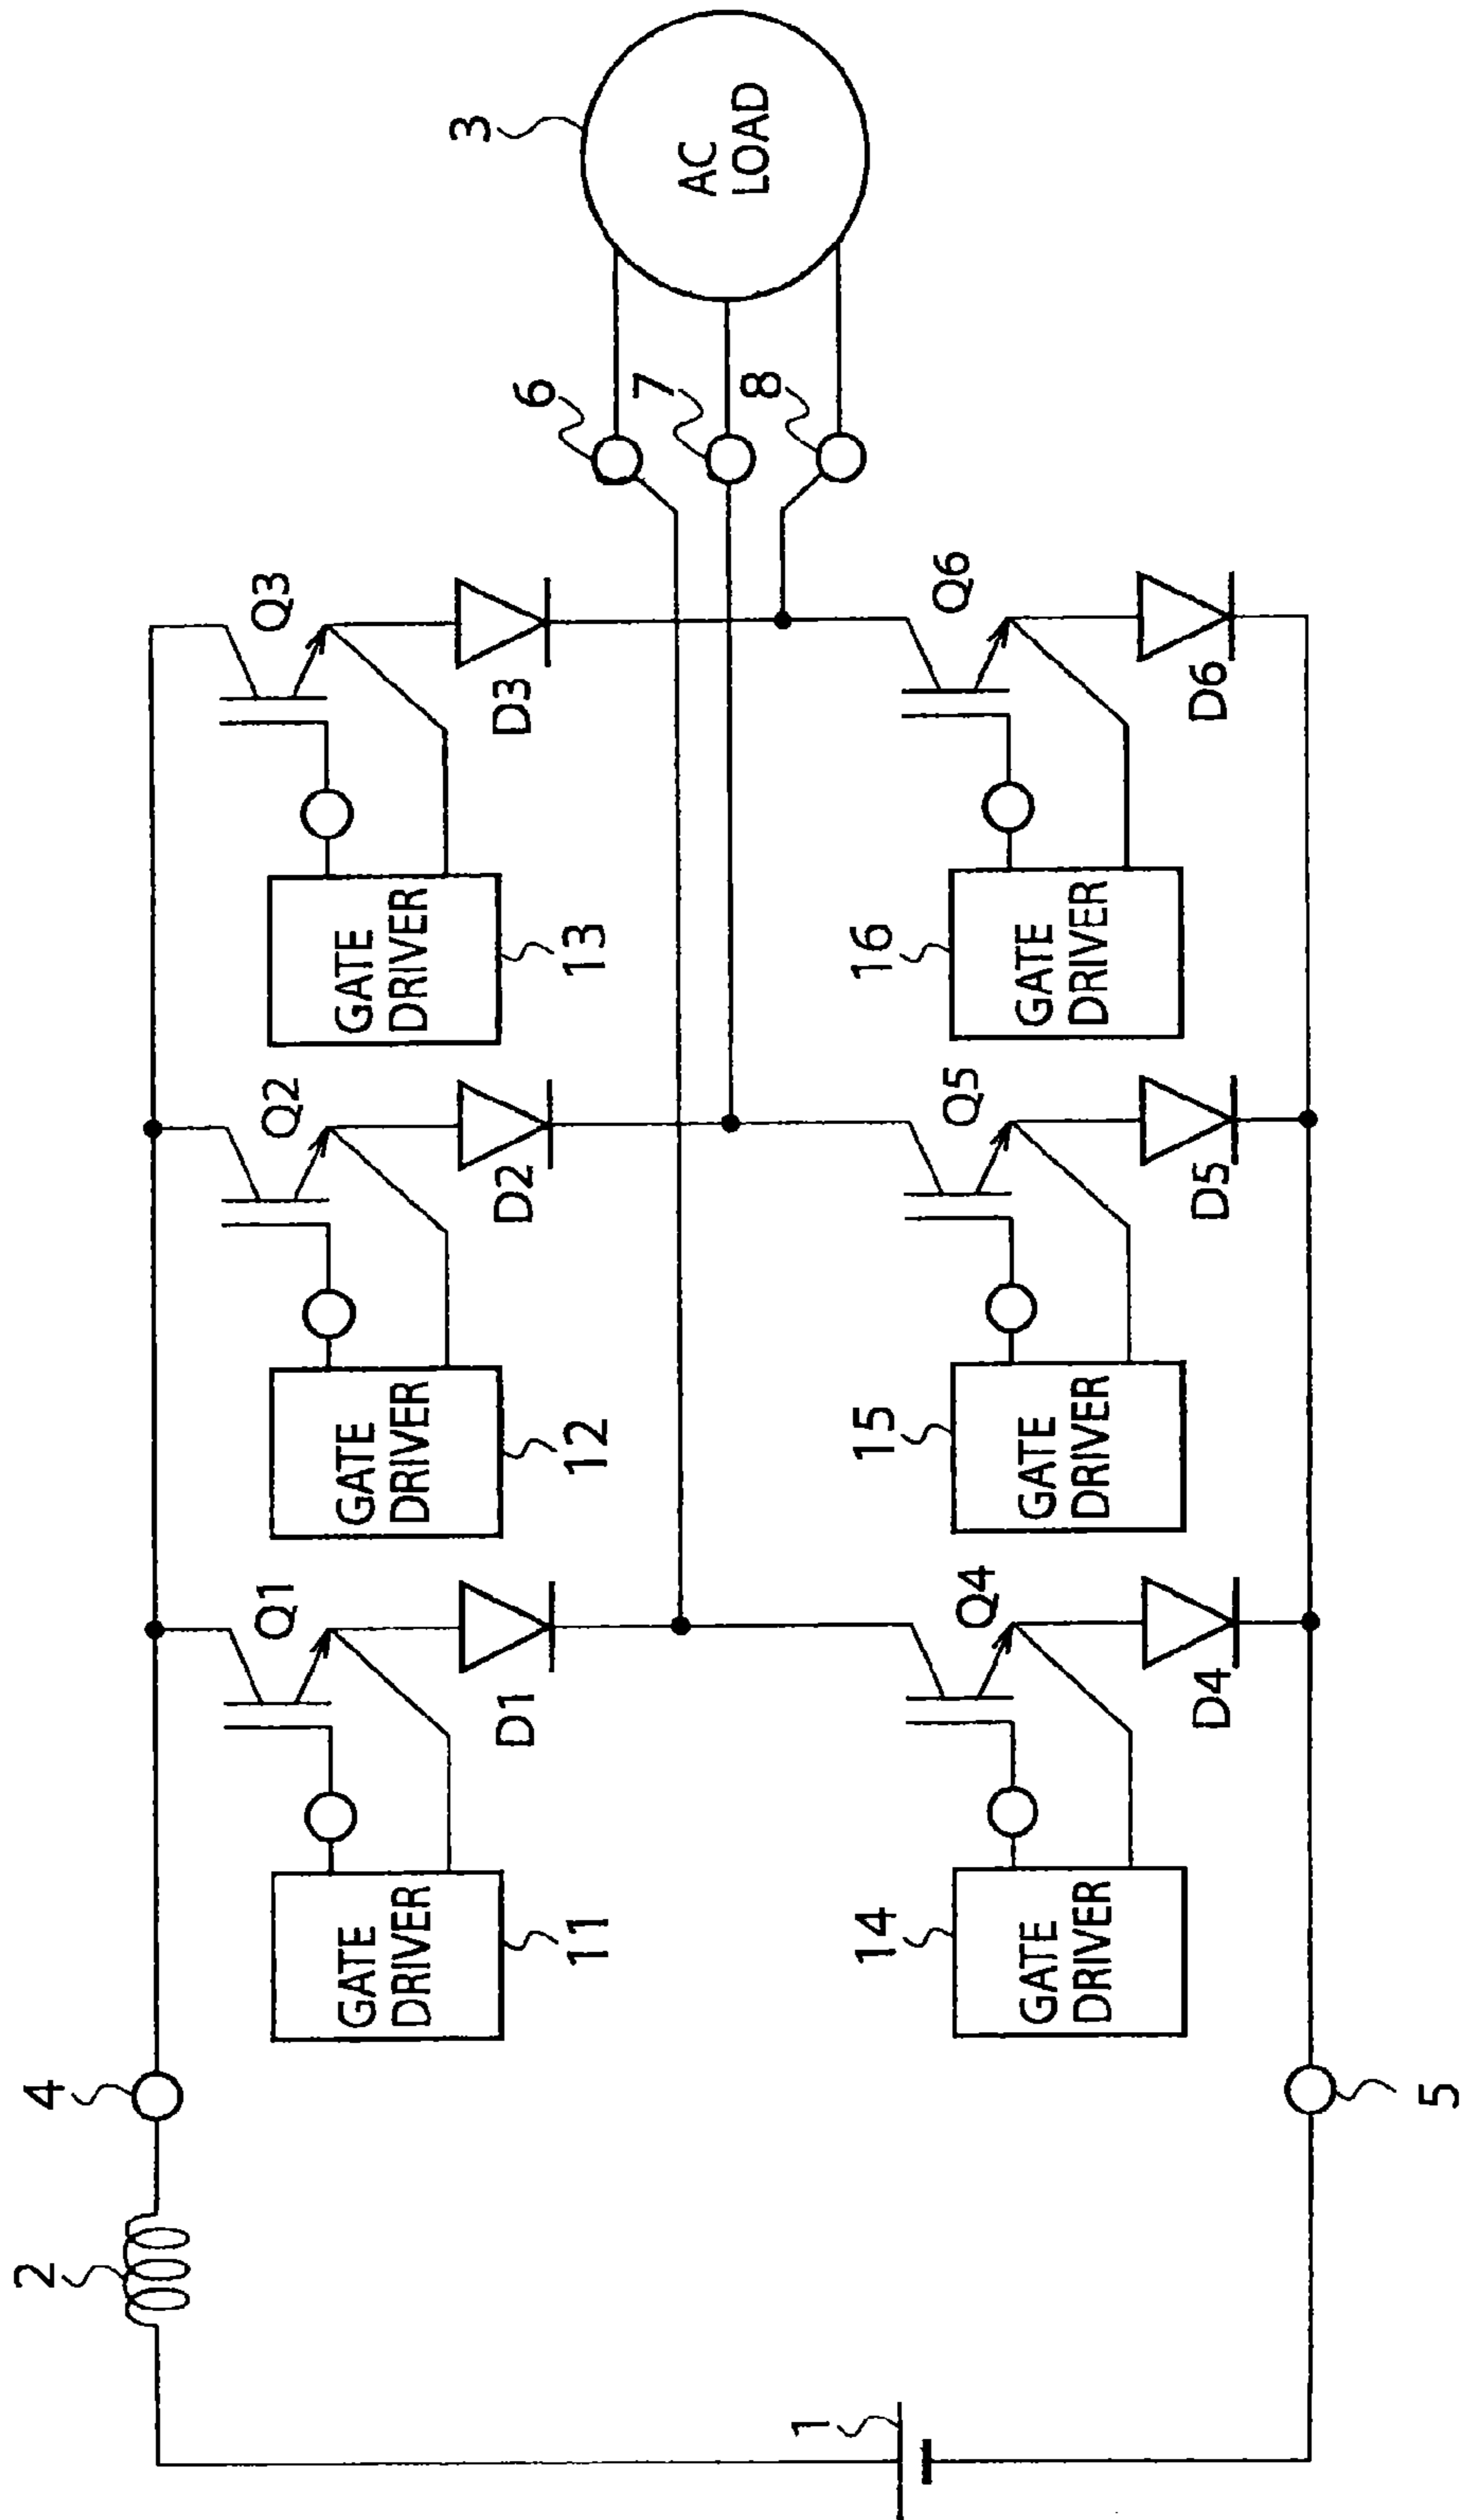 2
4
Q1
Q2
Q3
GATE
DRIVER
11
D1
GATE
DRIVER
12
D2
GATE
DRIVER
13
D3
3
AC
LOAD
6
7
8
1
Q4
Q5
Q6
14
GATE
DRIVER
D4
15
GATE
DRIVER
D5
16
GATE
DRIVER
D6
5